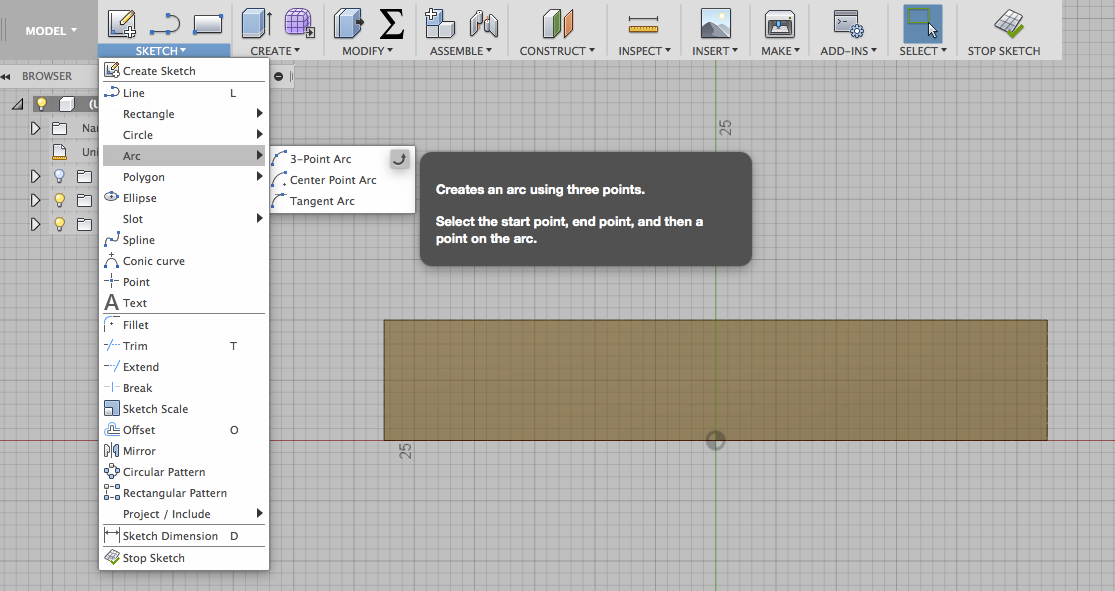 MODEL
SKETCH
CREATE
MODIFY
ASSEMBLE
CONSTRUCT
INSPECT
INSERT
MAKE
ADD-INS
SELECT
STOP SKETCH
BROWSER
Create Sketch
Line L
Rectangle
Circle
Arc
Polygon
Ellipse
Slot
Spline
Conic curve
Point
A Text
Fillet
Trim T
Extend
Break
Sketch Scale
Offset O
Mirror
Circular Pattern
Rectangular Pattern
Project / Include
Sketch Dimension D
Stop Sketch
3-Point Arc
Center Point Arc
Tangent Arc
Creates an arc using three points.
Select the start point, end point, and then a
point on the arc.
25
25